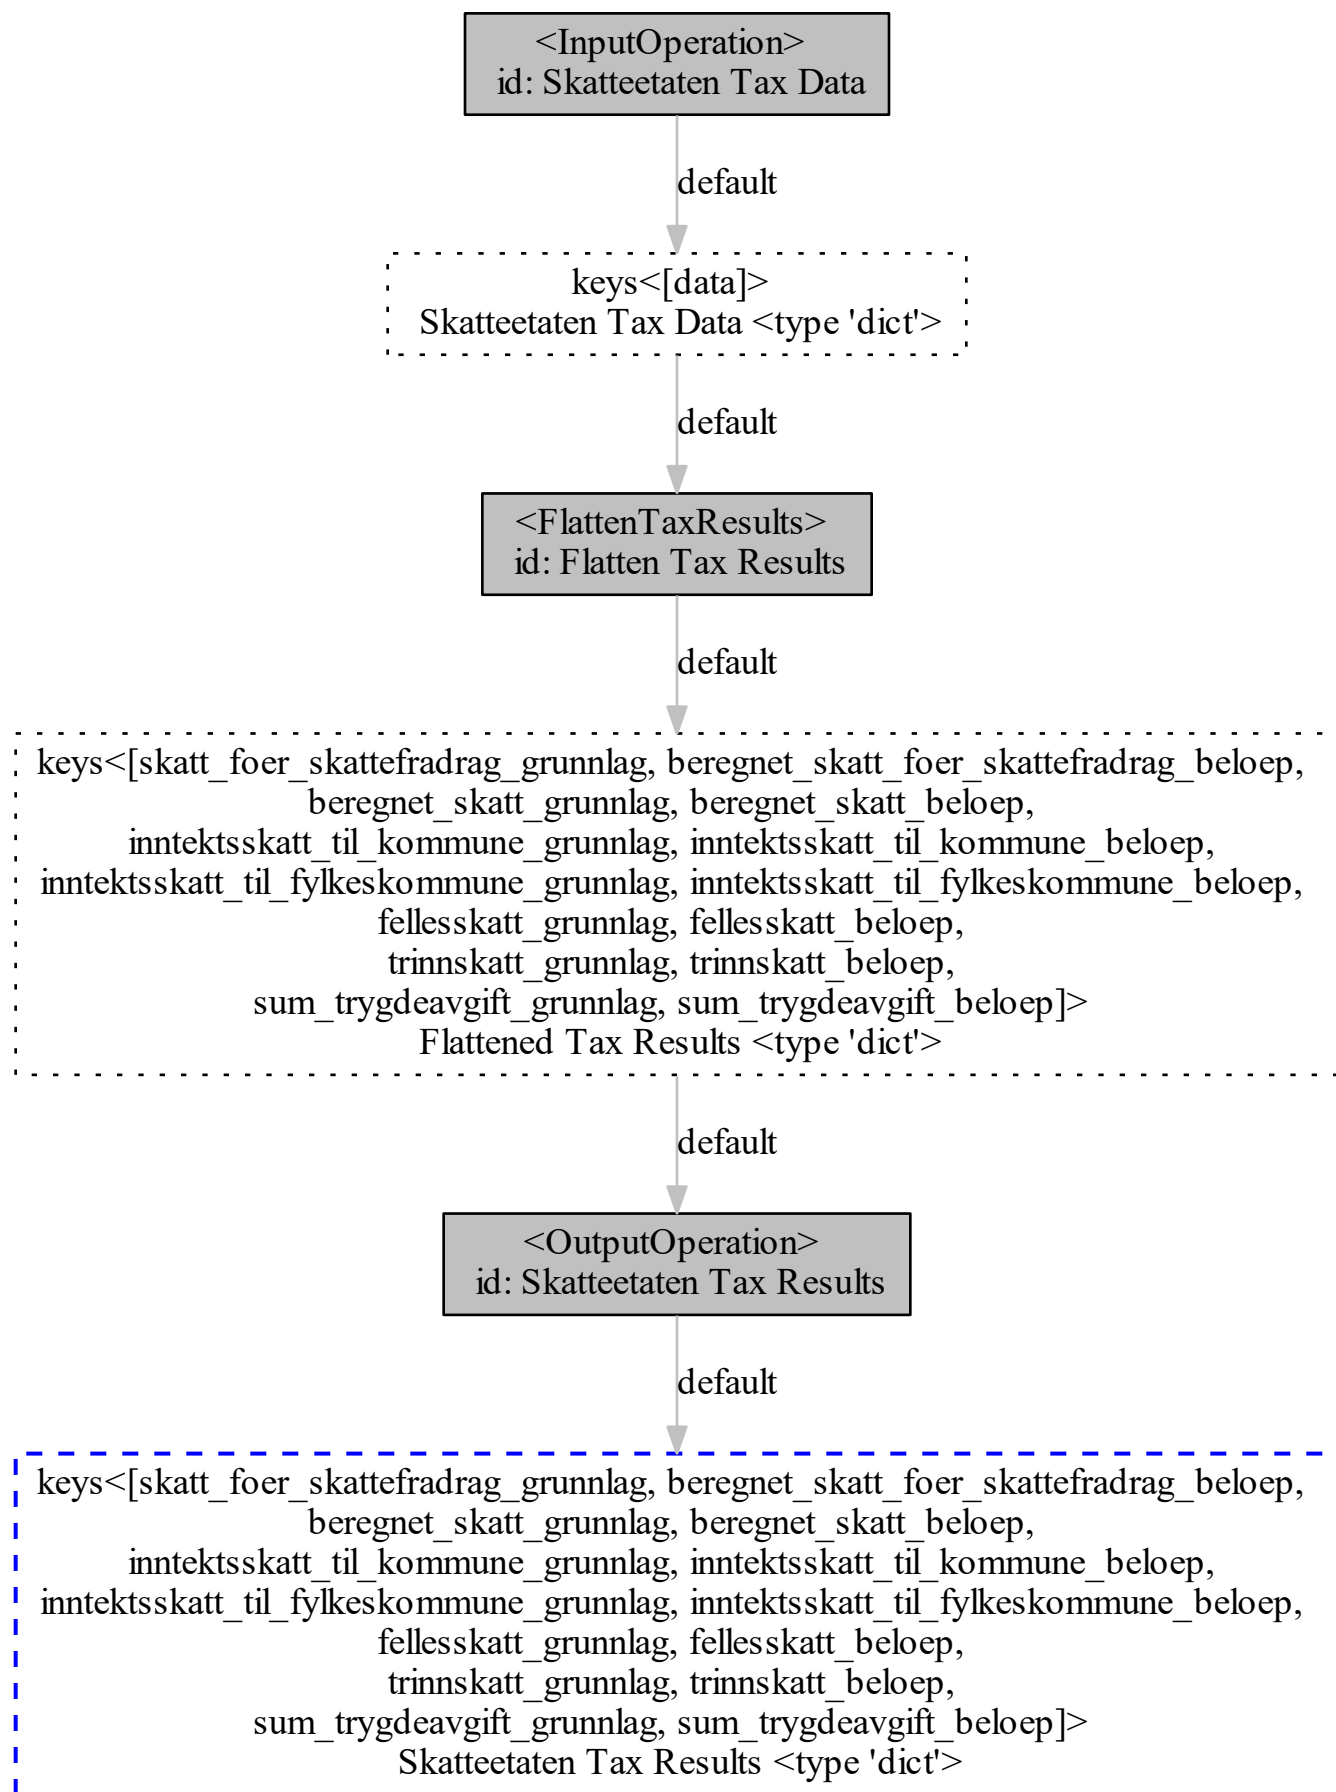 <InputOperation>
id: Skatteetaten Tax Data
default
keys<[data]>
Skatteetaten Tax Data <type 'dict'>
default
<FlattenTaxResults>
id: Flatten Tax Results
default
keys<[skatt_foer_skattefradrag_grunnlag, beregnet_skatt_foer_skattefradrag_beloep,
beregnet_skatt_grunnlag, beregnet_skatt_beloep,
inntektsskatt_til_kommune_grunnlag, inntektsskatt_til_kommune_beloep,
inntektsskatt_til_fylkeskommune_grunnlag, inntektsskatt_til_fylkeskommune_beloep,
fellesskatt_grunnlag, fellesskatt_beloep,
trinnskatt_grunnlag, trinnskatt_beloep,
sum_trygdeavgift_grunnlag, sum_trygdeavgift_beloep]>
Flattened Tax Results <type 'dict'>
default
<OutputOperation>
id: Skatteetaten Tax Results
default
keys<[skatt_foer_skattefradrag_grunnlag, beregnet_skatt_foer_skattefradrag_beloep,
beregnet_skatt_grunnlag, beregnet_skatt_beloep,
inntektsskatt_til_kommune_grunnlag, inntektsskatt_til_kommune_beloep,
inntektsskatt_til_fylkeskommune_grunnlag, inntektsskatt_til_fylkeskommune_beloep,
fellesskatt_grunnlag, fellesskatt_beloep,
trinnskatt_grunnlag, trinnskatt_beloep,
sum_trygdeavgift_grunnlag, sum_trygdeavgift_beloep]>
Skatteetaten Tax Results <type 'dict'>